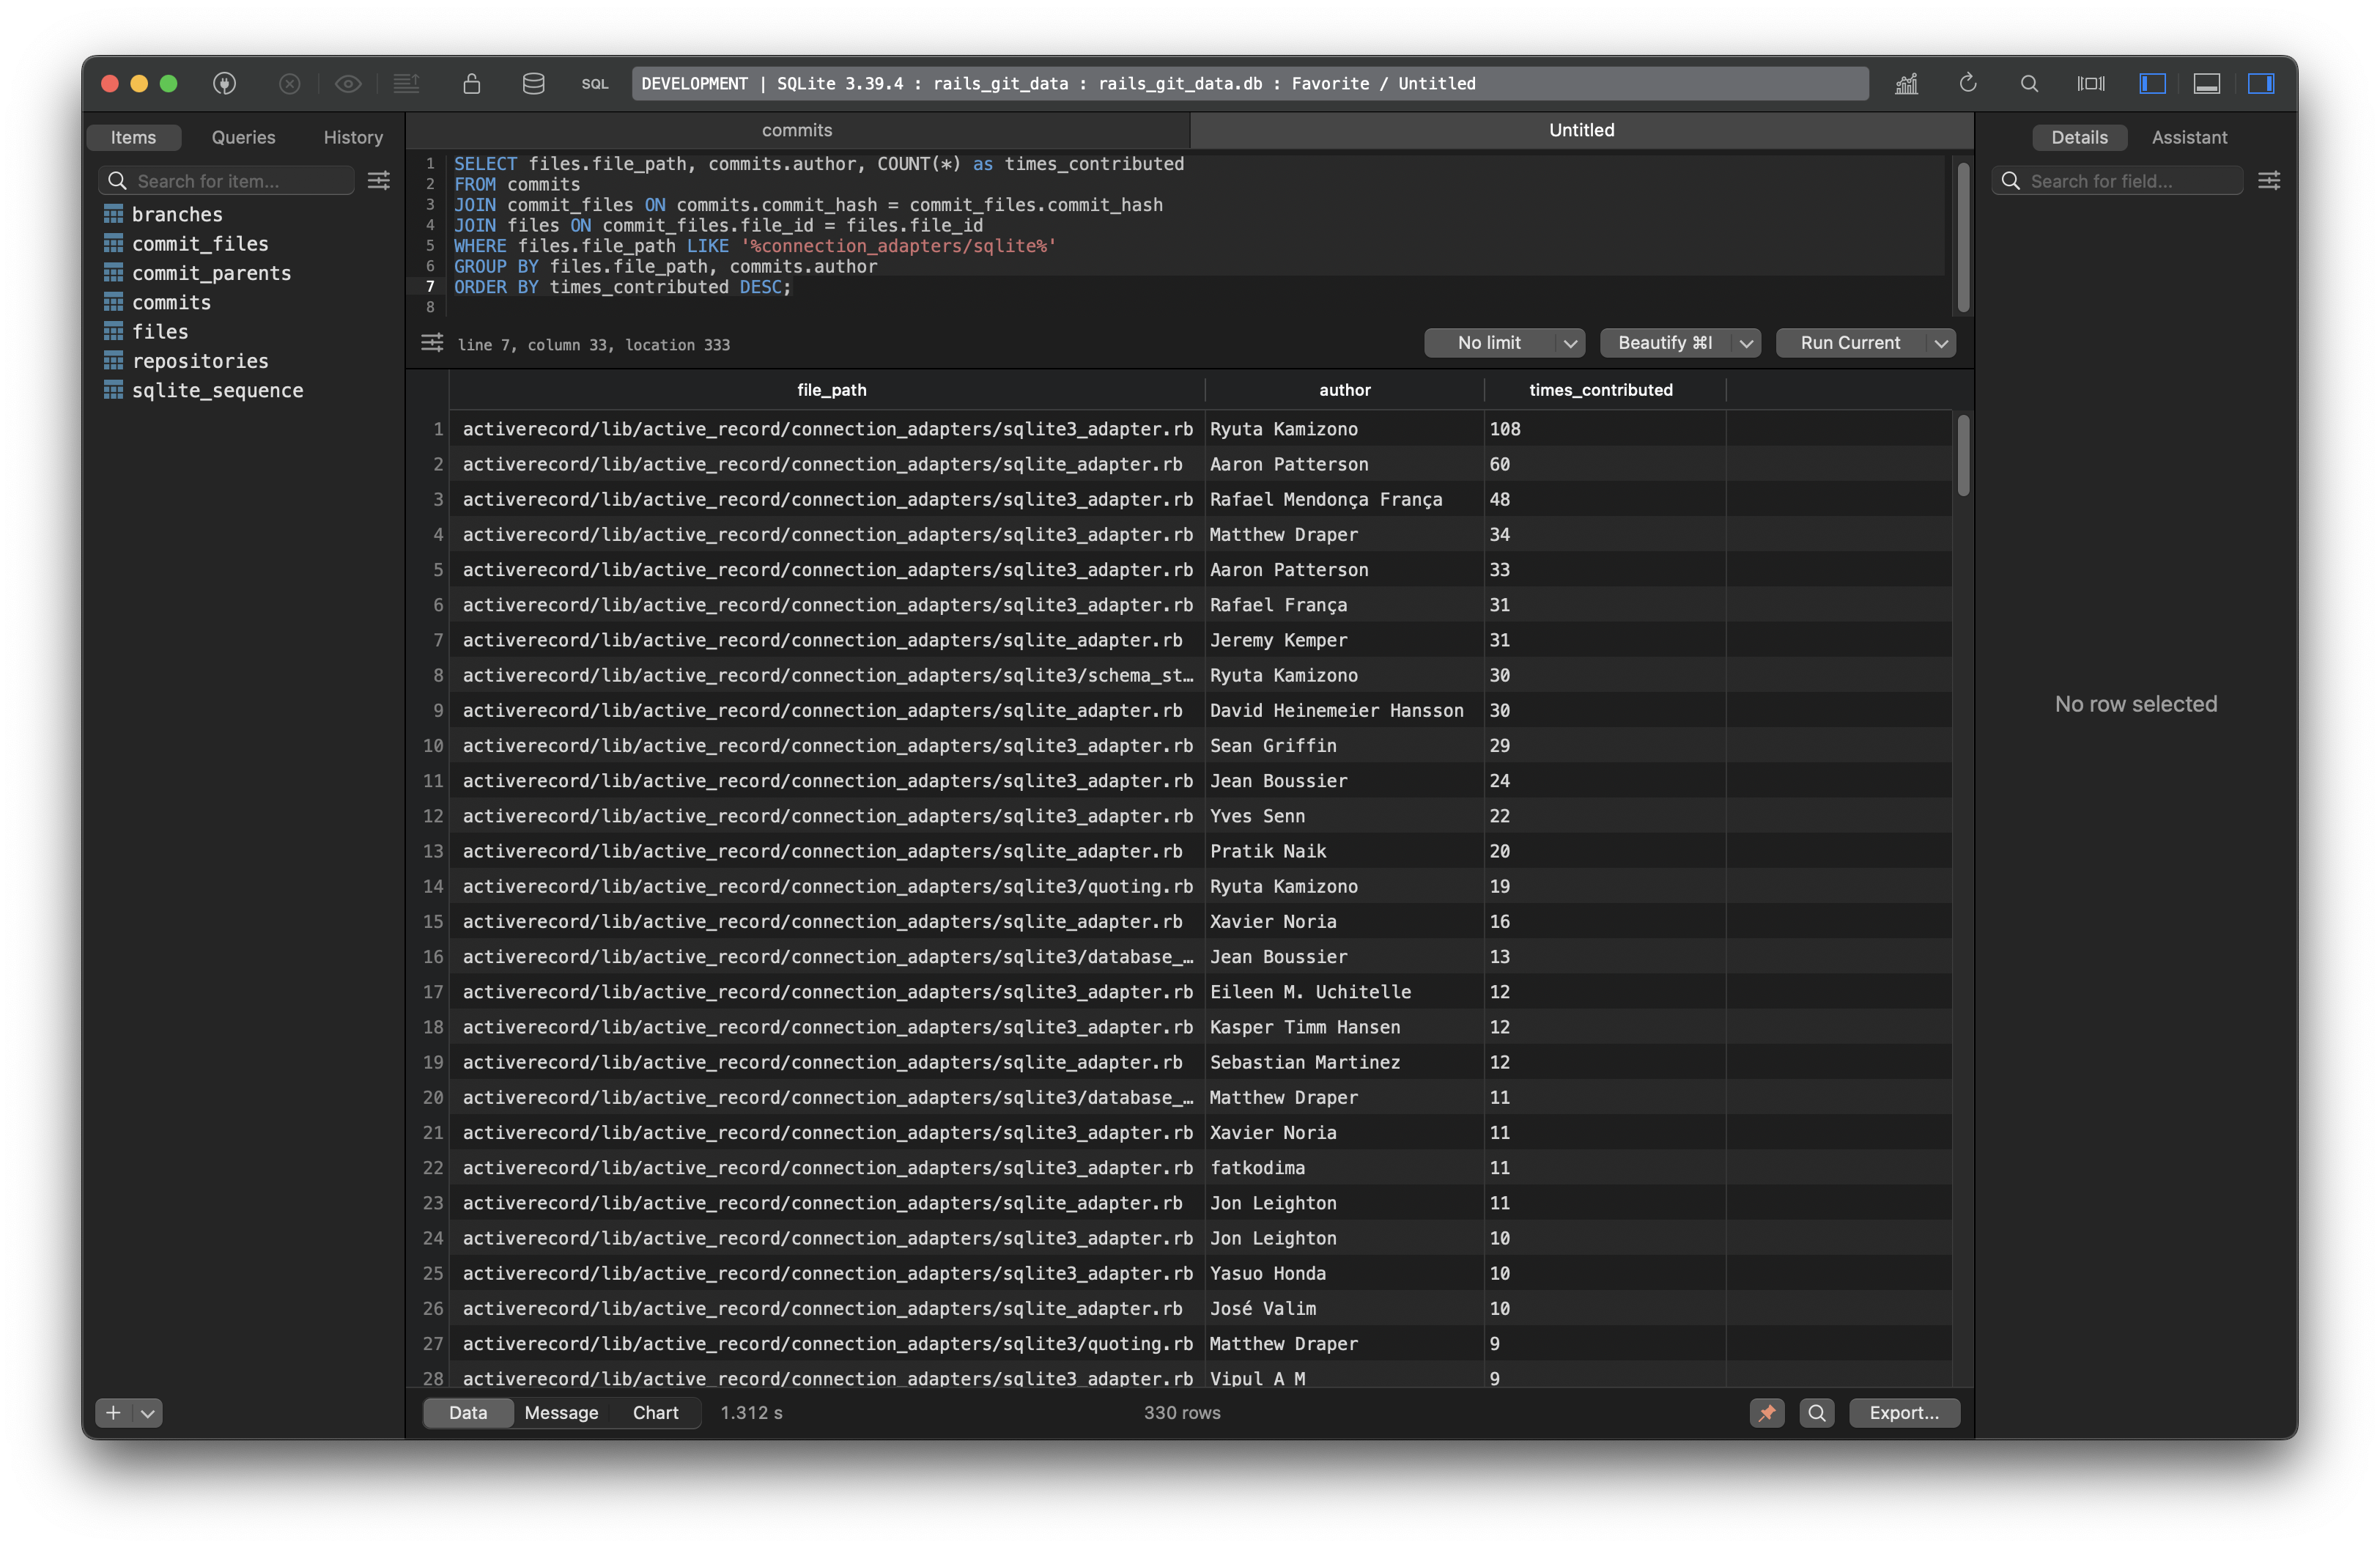 SQL
DEVELOPMENT | SQLite 3.39.4 : rails_git_data : rails_git_data.db : Favorite / Untitled
Items Queries History
Search for item...
branches
commit_files
commit_parents
commits
files
repositories
sqlite_sequence
commits Untitled
1 SELECT files.file_path, commits.author, COUNT(*) as times_contributed
2 FROM commits
3 JOIN commit_files ON commits.commit_hash = commit_files.commit_hash
4 JOIN files ON commit_files.file_id = files.file_id
5 WHERE files.file_path LIKE '%connection_adapters/sqlite%'
6 GROUP BY files.file_path, commits.author
7 ORDER BY times_contributed DESC;
8
line 7, column 33, location 333
No limit Beautify ⌘I Run Current
file_path author times_contributed
1 activerecord/lib/active_record/connection_adapters/sqlite3_adapter.rb Ryuta Kamizono 108
2 activerecord/lib/active_record/connection_adapters/sqlite_adapter.rb Aaron Patterson 60
3 activerecord/lib/active_record/connection_adapters/sqlite3_adapter.rb Rafael Mendonça França 48
4 activerecord/lib/active_record/connection_adapters/sqlite3_adapter.rb Matthew Draper 34
5 activerecord/lib/active_record/connection_adapters/sqlite3_adapter.rb Aaron Patterson 33
6 activerecord/lib/active_record/connection_adapters/sqlite3_adapter.rb Rafael França 31
7 activerecord/lib/active_record/connection_adapters/sqlite_adapter.rb Jeremy Kemper 31
8 activerecord/lib/active_record/connection_adapters/sqlite3/schema_st… Ryuta Kamizono 30
9 activerecord/lib/active_record/connection_adapters/sqlite_adapter.rb David Heinemeier Hansson 30
10 activerecord/lib/active_record/connection_adapters/sqlite3_adapter.rb Sean Griffin 29
11 activerecord/lib/active_record/connection_adapters/sqlite3_adapter.rb Jean Boussier 24
12 activerecord/lib/active_record/connection_adapters/sqlite3_adapter.rb Yves Senn 22
13 activerecord/lib/active_record/connection_adapters/sqlite_adapter.rb Pratik Naik 20
14 activerecord/lib/active_record/connection_adapters/sqlite3/quoting.rb Ryuta Kamizono 19
15 activerecord/lib/active_record/connection_adapters/sqlite_adapter.rb Xavier Noria 16
16 activerecord/lib/active_record/connection_adapters/sqlite3/database_… Jean Boussier 13
17 activerecord/lib/active_record/connection_adapters/sqlite3_adapter.rb Eileen M. Uchitelle 12
18 activerecord/lib/active_record/connection_adapters/sqlite3_adapter.rb Kasper Timm Hansen 12
19 activerecord/lib/active_record/connection_adapters/sqlite_adapter.rb Sebastian Martinez 12
20 activerecord/lib/active_record/connection_adapters/sqlite3/database_… Matthew Draper 11
21 activerecord/lib/active_record/connection_adapters/sqlite3_adapter.rb Xavier Noria 11
22 activerecord/lib/active_record/connection_adapters/sqlite3_adapter.rb fatkodima 11
23 activerecord/lib/active_record/connection_adapters/sqlite_adapter.rb Jon Leighton 11
24 activerecord/lib/active_record/connection_adapters/sqlite3_adapter.rb Jon Leighton 10
25 activerecord/lib/active_record/connection_adapters/sqlite3_adapter.rb Yasuo Honda 10
26 activerecord/lib/active_record/connection_adapters/sqlite_adapter.rb José Valim 10
27 activerecord/lib/active_record/connection_adapters/sqlite3/quoting.rb Matthew Draper 9
28 activerecord/lib/active_record/connection_adapters/sqlite3_adapter.rb Vipul A M 9
Data Message Chart 1.312 s 330 rows Export...
Details Assistant
Search for field...
No row selected